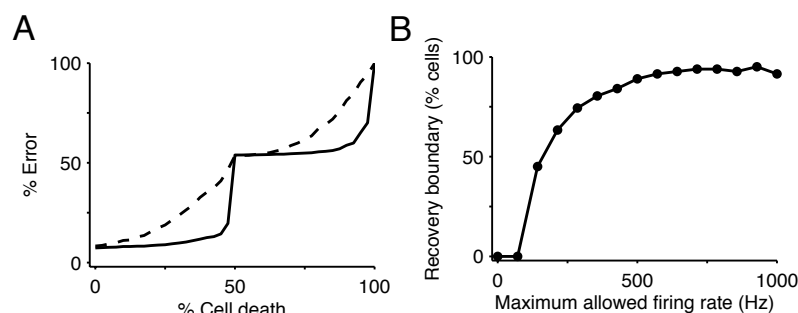 A
B
% Error
100
50
0
0
50
100
% Cell death
Recovery boundary (% cells)
100
50
0
0
500
1000
Maximum allowed firing rate (Hz)